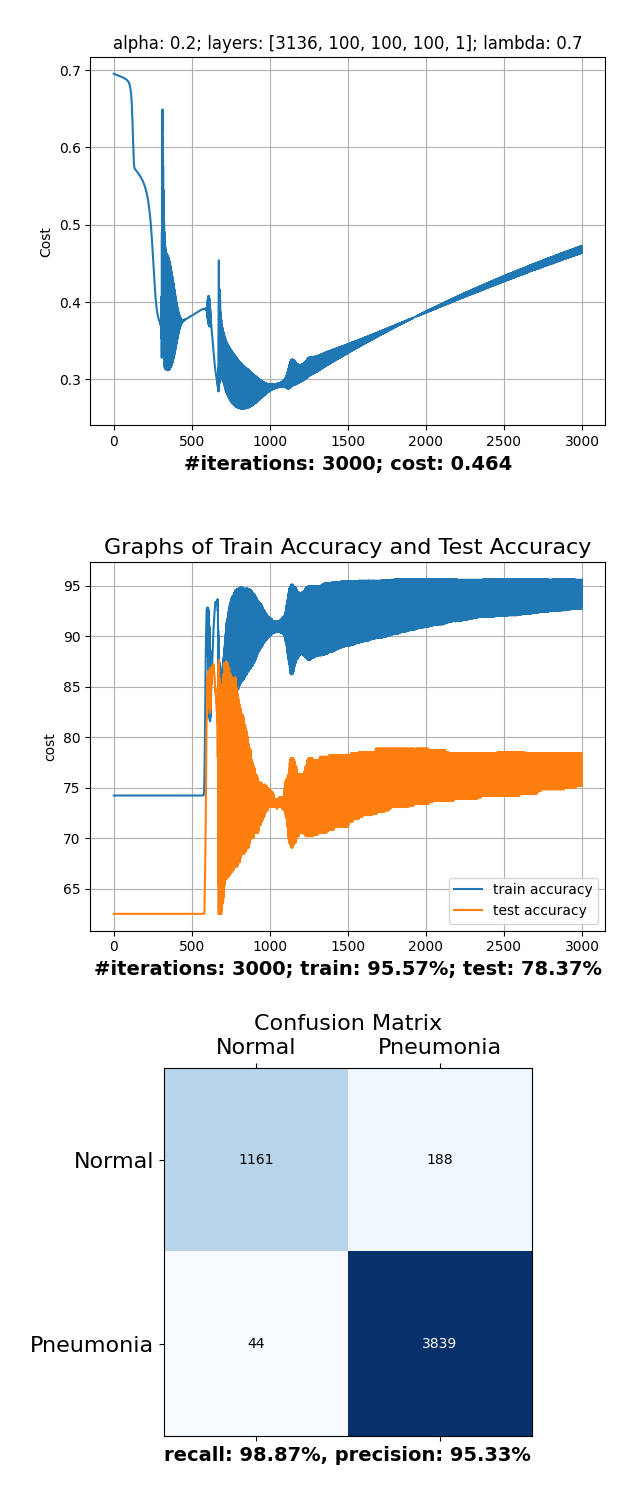 alpha: 0.2; layers: [3136, 100, 100, 100, 1]; lambda: 0.7
0.7
0.6
0.5
0.4
0.3
Cost
0 500 1000 1500 2000 2500 3000
#iterations: 3000; cost: 0.464
Graphs of Train Accuracy and Test Accuracy
95
90
85
80
75
70
65
cost
train accuracy
test accuracy
0 500 1000 1500 2000 2500 3000
#iterations: 3000; train: 95.57%; test: 78.37%
Confusion Matrix
Normal Pneumonia
Normal 1161 188
Pneumonia 44 3839
recall: 98.87%, precision: 95.33%